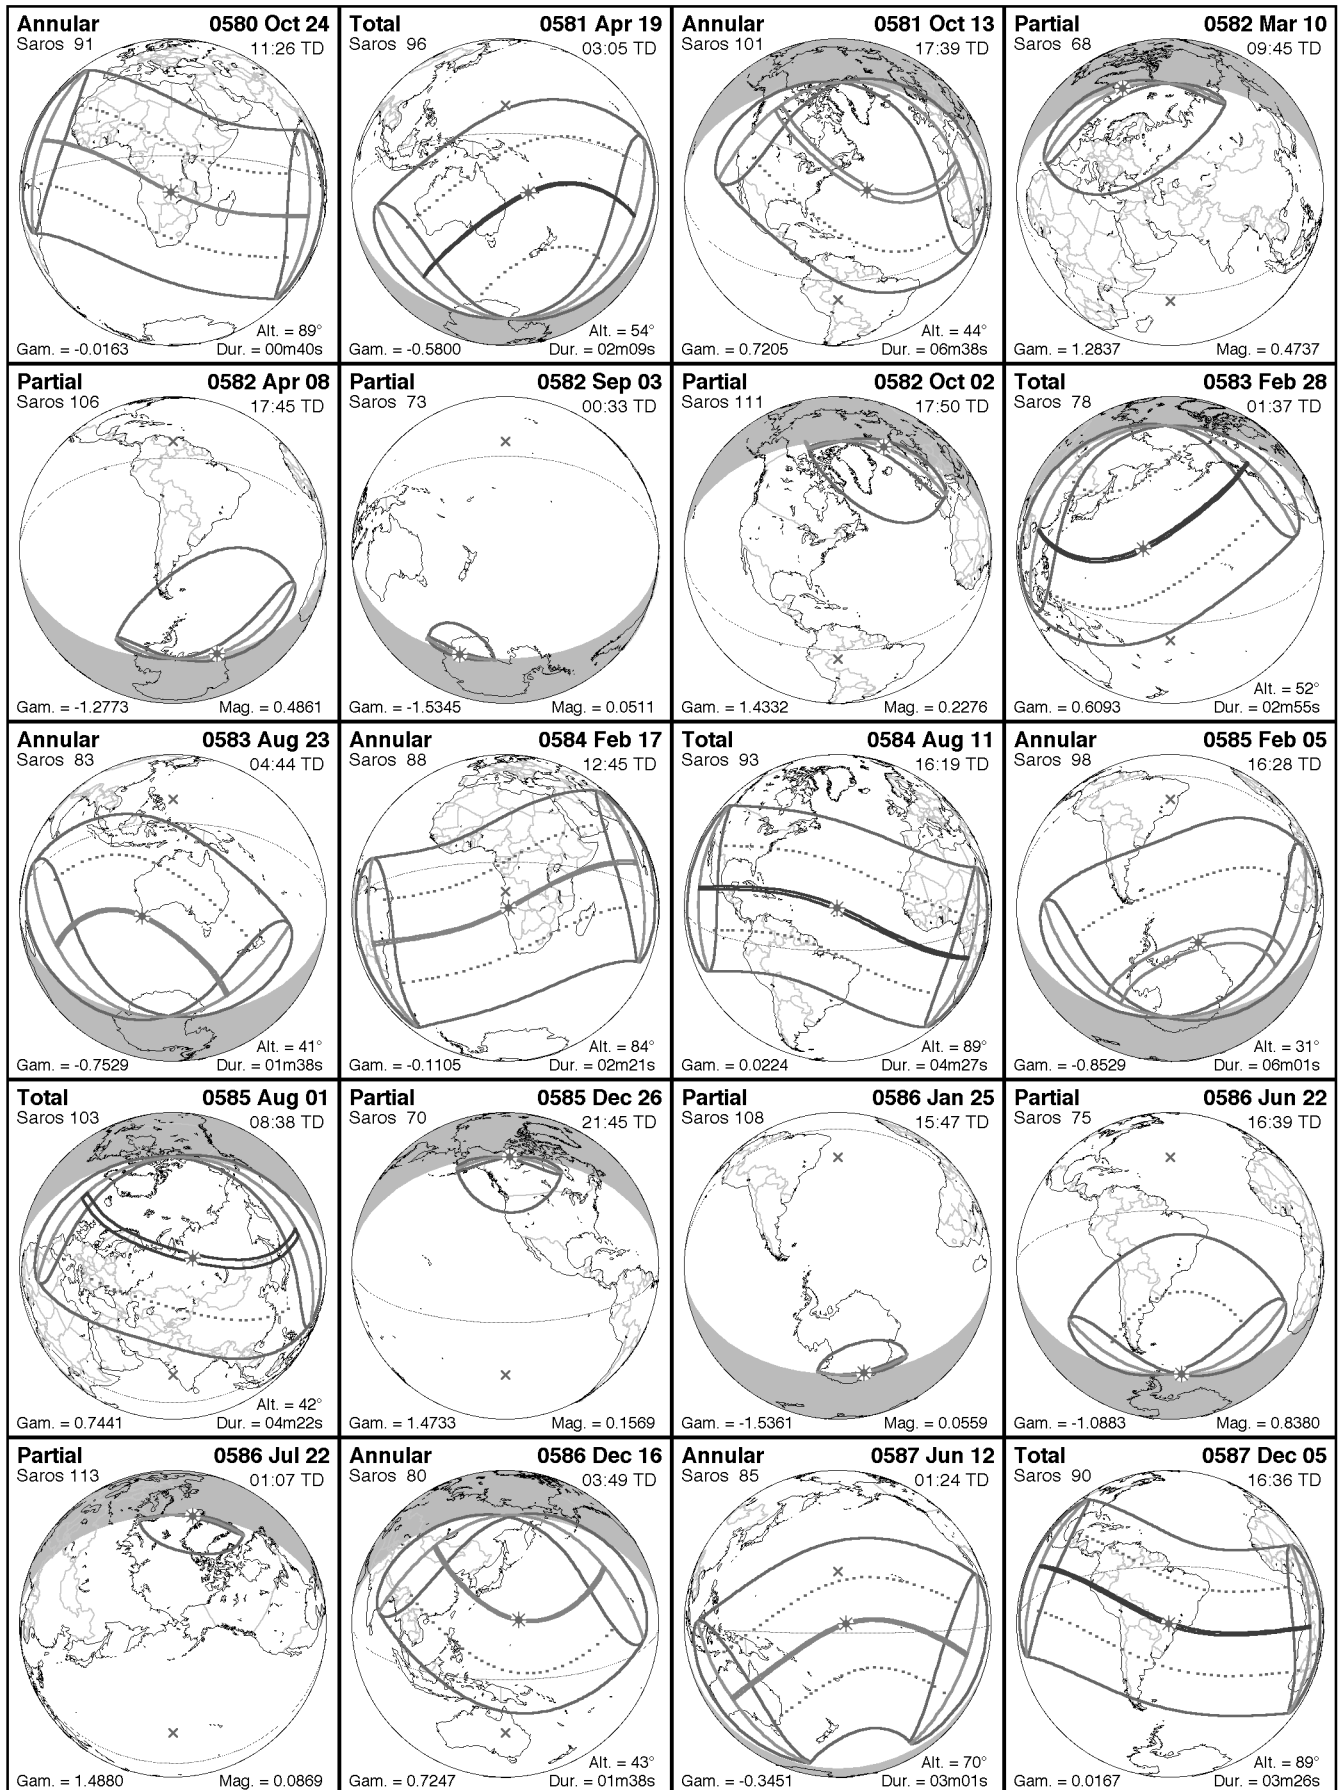 Annular 0580 Oct 24
Saros 91 11:26 TD
Alt. = 89°
Gam. = -0.0163 Dur. = 00m40s
Total 0581 Apr 19
Saros 96 03:05 TD
Alt. = 54°
Gam. = -0.5800 Dur. = 02m09s
Annular 0581 Oct 13
Saros 101 17:39 TD
Alt. = 44°
Gam. = 0.7205 Dur. = 06m38s
Partial 0582 Mar 10
Saros 68 09:45 TD
Gam. = 1.2837 Mag. = 0.4737
Partial 0582 Apr 08
Saros 106 17:45 TD
Gam. = -1.2773 Mag. = 0.4861
Partial 0582 Sep 03
Saros 73 00:33 TD
Gam. = -1.5345 Mag. = 0.0511
Partial 0582 Oct 02
Saros 111 17:50 TD
Gam. = 1.4332 Mag. = 0.2276
Total 0583 Feb 28
Saros 78 01:37 TD
Alt. = 52°
Gam. = 0.6093 Dur. = 02m55s
Annular 0583 Aug 23
Saros 83 04:44 TD
Alt. = 41°
Gam. = -0.7529 Dur. = 01m38s
Annular 0584 Feb 17
Saros 88 12:45 TD
Alt. = 84°
Gam. = -0.1105 Dur. = 02m21s
Total 0584 Aug 11
Saros 93 16:19 TD
Alt. = 89°
Gam. = 0.0224 Dur. = 04m27s
Annular 0585 Feb 05
Saros 98 16:28 TD
Alt. = 31°
Gam. = -0.8529 Dur. = 06m01s
Total 0585 Aug 01
Saros 103 08:38 TD
Alt. = 42°
Gam. = 0.7441 Dur. = 04m22s
Partial 0585 Dec 26
Saros 70 21:45 TD
Gam. = 1.4733 Mag. = 0.1569
Partial 0586 Jan 25
Saros 108 15:47 TD
Gam. = -1.5361 Mag. = 0.0559
Partial 0586 Jun 22
Saros 75 16:39 TD
Gam. = -1.0883 Mag. = 0.8380
Partial 0586 Jul 22
Saros 113 01:07 TD
Gam. = 1.4880 Mag. = 0.0869
Annular 0586 Dec 16
Saros 80 03:49 TD
Alt. = 43°
Gam. = 0.7247 Dur. = 01m38s
Annular 0587 Jun 12
Saros 85 01:24 TD
Alt. = 70°
Gam. = -0.3451 Dur. = 03m01s
Total 0587 Dec 05
Saros 90 16:36 TD
Alt. = 89°
Gam. = 0.0167 Dur. = 03m26s